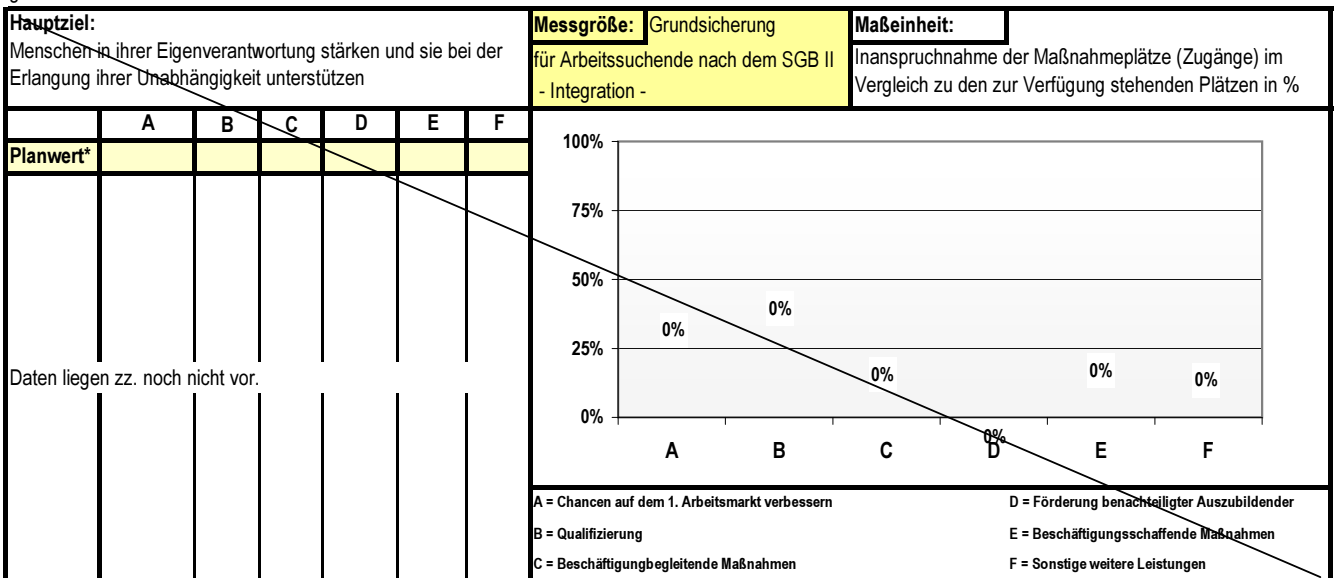 Hauptziel:
Menschen in ihrer Eigenverantwortung stärken und sie bei der
Erlangung ihrer Unabhängigkeit unterstützen
Messgröße: Grundsicherung
für Arbeitssuchende nach dem SGB II
- Integration -
Maßeinheit:
Inanspruchnahme der Maßnahmeplätze (Zugänge) im
Vergleich zu den zur Verfügung stehenden Plätzen in %
A B C D E F
Planwert*
Daten liegen zz. noch nicht vor.
100%
75%
50%
25%
0%
0% 0% 0% 0% 0% 0%
A B C D E F
A = Chancen auf dem 1. Arbeitsmarkt verbessern
B = Qualifizierung
C = Beschäftigungbegleitende Maßnahmen
D = Förderung benachteiligter Auszubildender
E = Beschäftigungsschaffende Maßnahmen
F = Sonstige weitere Leistungen